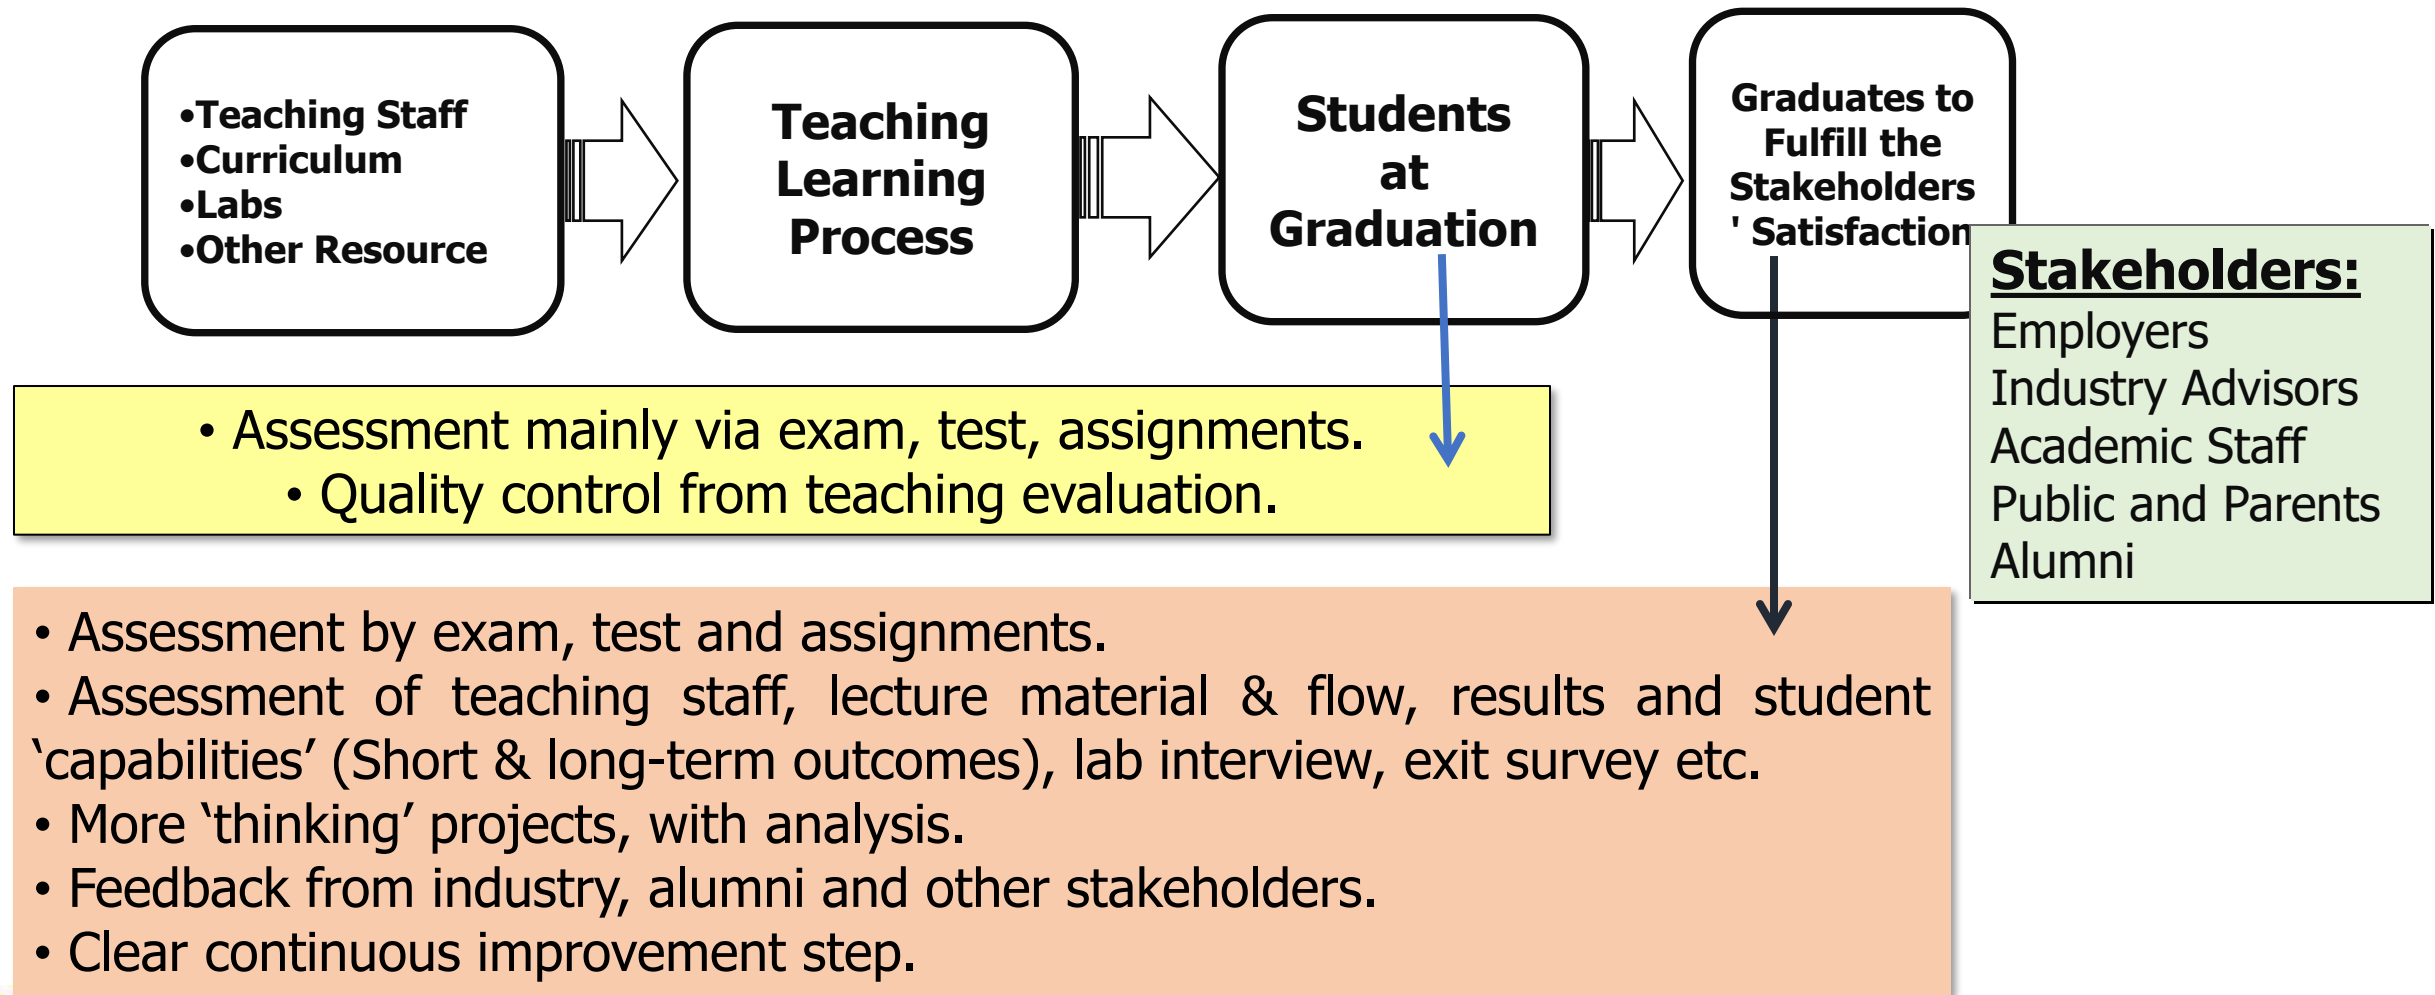 •Teaching Staff
•Curriculum
•Labs
•Other Resource
Teaching
Learning
Process
Students
at
Graduation
Graduates to
Fulfill the
Stakeholders
' Satisfaction
Stakeholders:
Employers
Industry Advisors
Academic Staff
Public and Parents
Alumni
• Assessment mainly via exam, test, assignments.
• Quality control from teaching evaluation.
• Assessment by exam, test and assignments.
• Assessment of teaching staff, lecture material & flow, results and student
‘capabilities’ (Short & long-term outcomes), lab interview, exit survey etc.
• More ‘thinking’ projects, with analysis.
• Feedback from industry, alumni and other stakeholders.
• Clear continuous improvement step.